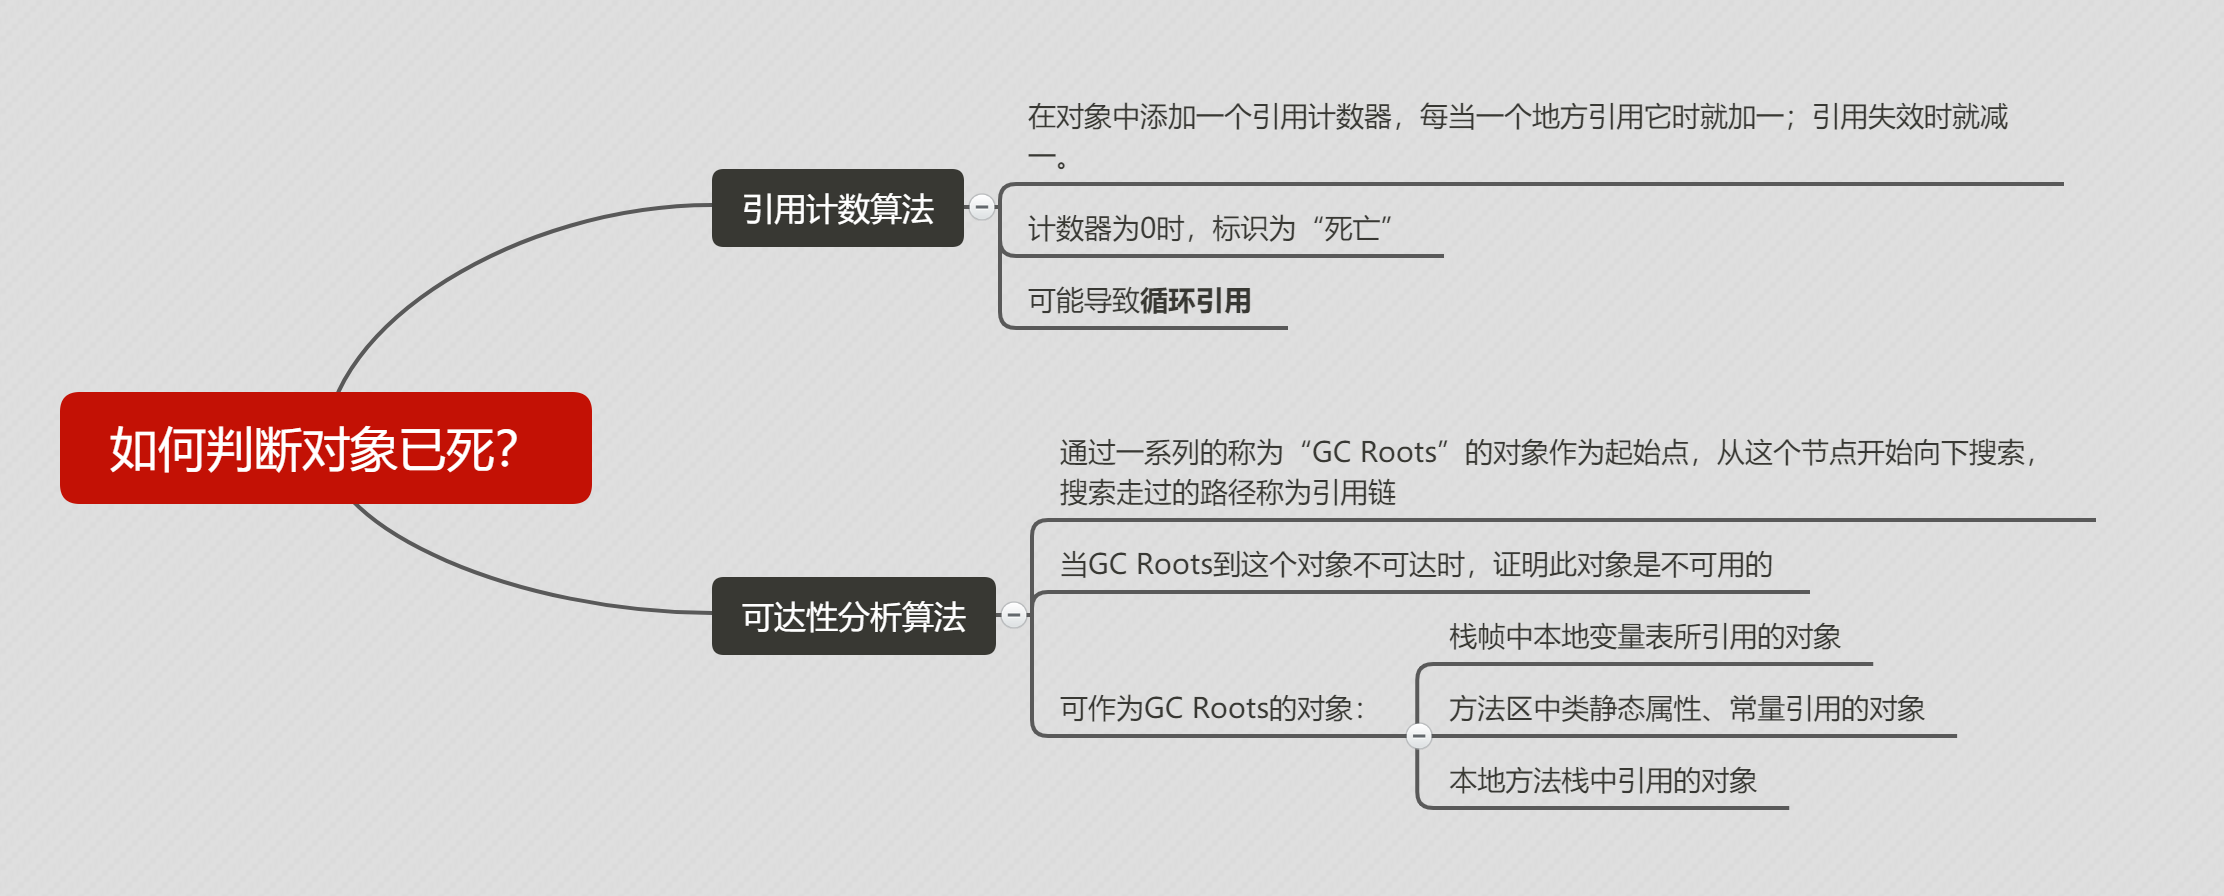 如何判断对象已死？
引用计数算法
在对象中添加一个引用计数器，每当一个地方引用它时就加一；引用失效时就减
一。
计数器为0时，标识为“死亡”
可能导致循环引用
可达性分析算法
通过一系列的称为“GC Roots”的对象作为起始点，从这个节点开始向下搜索，
搜索走过的路径称为引用链
当GC Roots到这个对象不可达时，证明此对象是不可用的
可作为GC Roots的对象：
栈帧中本地变量表所引用的对象
方法区中类静态属性、常量引用的对象
本地方法栈中引用的对象